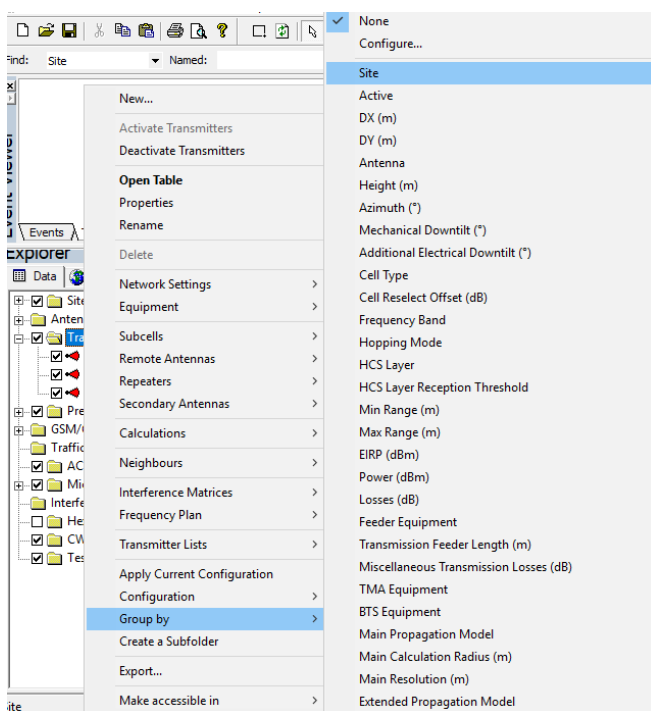 Find: Site Named:
Event Viewer
Events
Explorer
Data
Site
Anten
Tra
Pre
GSM/
Traffic
AC
Mi
Interfe
He
CW
Tes
New...
Activate Transmitters
Deactivate Transmitters
Open Table
Properties
Rename
Delete
Network Settings
Equipment
Subcells
Remote Antennas
Repeaters
Secondary Antennas
Calculations
Neighbours
Interference Matrices
Frequency Plan
Transmitter Lists
Apply Current Configuration
Configuration
Group by
Create a Subfolder
Export...
Make accessible in
None
Configure...
Site
Active
DX (m)
DY (m)
Antenna
Height (m)
Azimuth (°)
Mechanical Downtilt (°)
Additional Electrical Downtilt (°)
Cell Type
Cell Reselect Offset (dB)
Frequency Band
Hopping Mode
HCS Layer
HCS Layer Reception Threshold
Min Range (m)
Max Range (m)
EIRP (dBm)
Power (dBm)
Losses (dB)
Feeder Equipment
Transmission Feeder Length (m)
Miscellaneous Transmission Losses (dB)
TMA Equipment
BTS Equipment
Main Propagation Model
Main Calculation Radius (m)
Main Resolution (m)
Extended Propagation Model